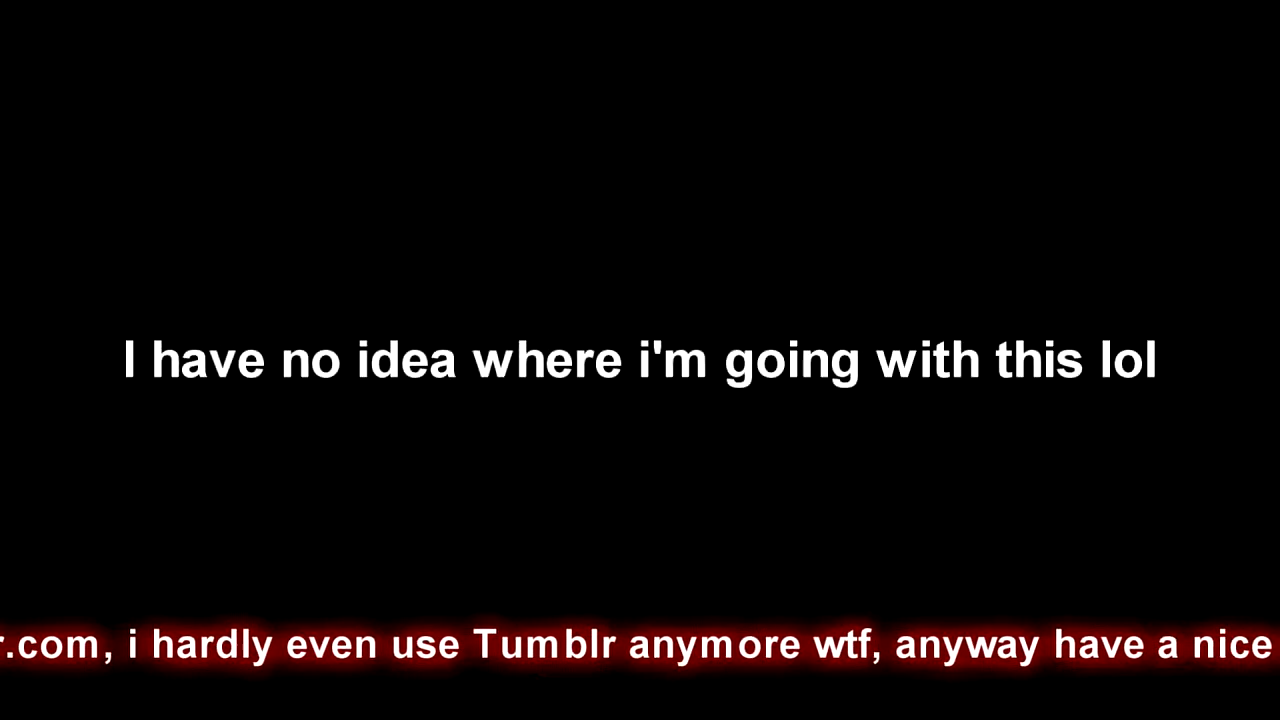 I have no idea where i'm going with this lol
r.com, i hardly even use Tumblr anymore wtf, anyway have a nice